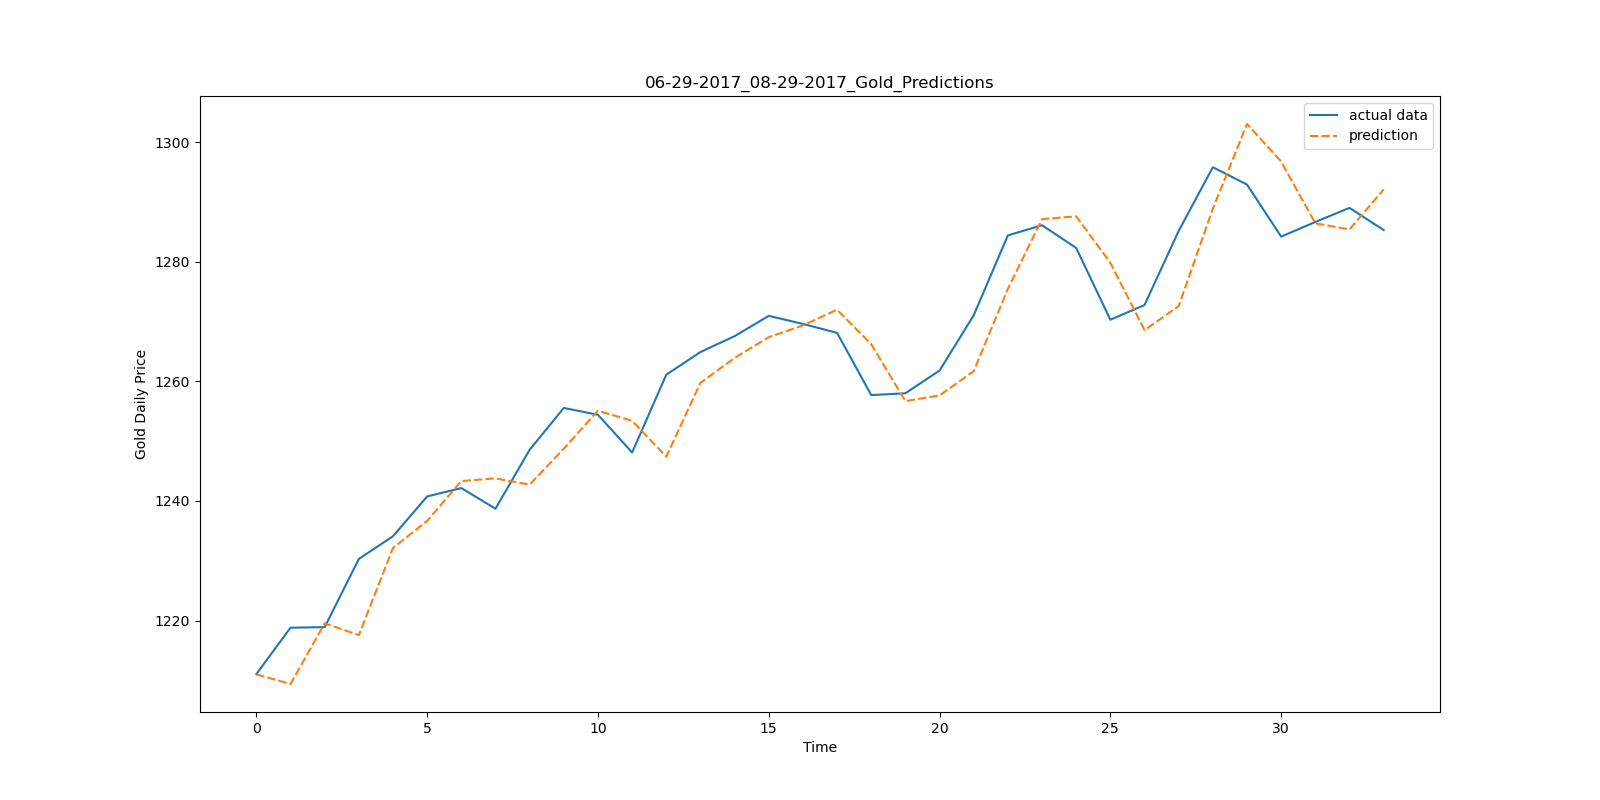 06-29-2017_08-29-2017_Gold_Predictions
actual data
prediction
1300
1280
1260
1240
1220
Gold Daily Price
0 5 10 15 20 25 30
Time